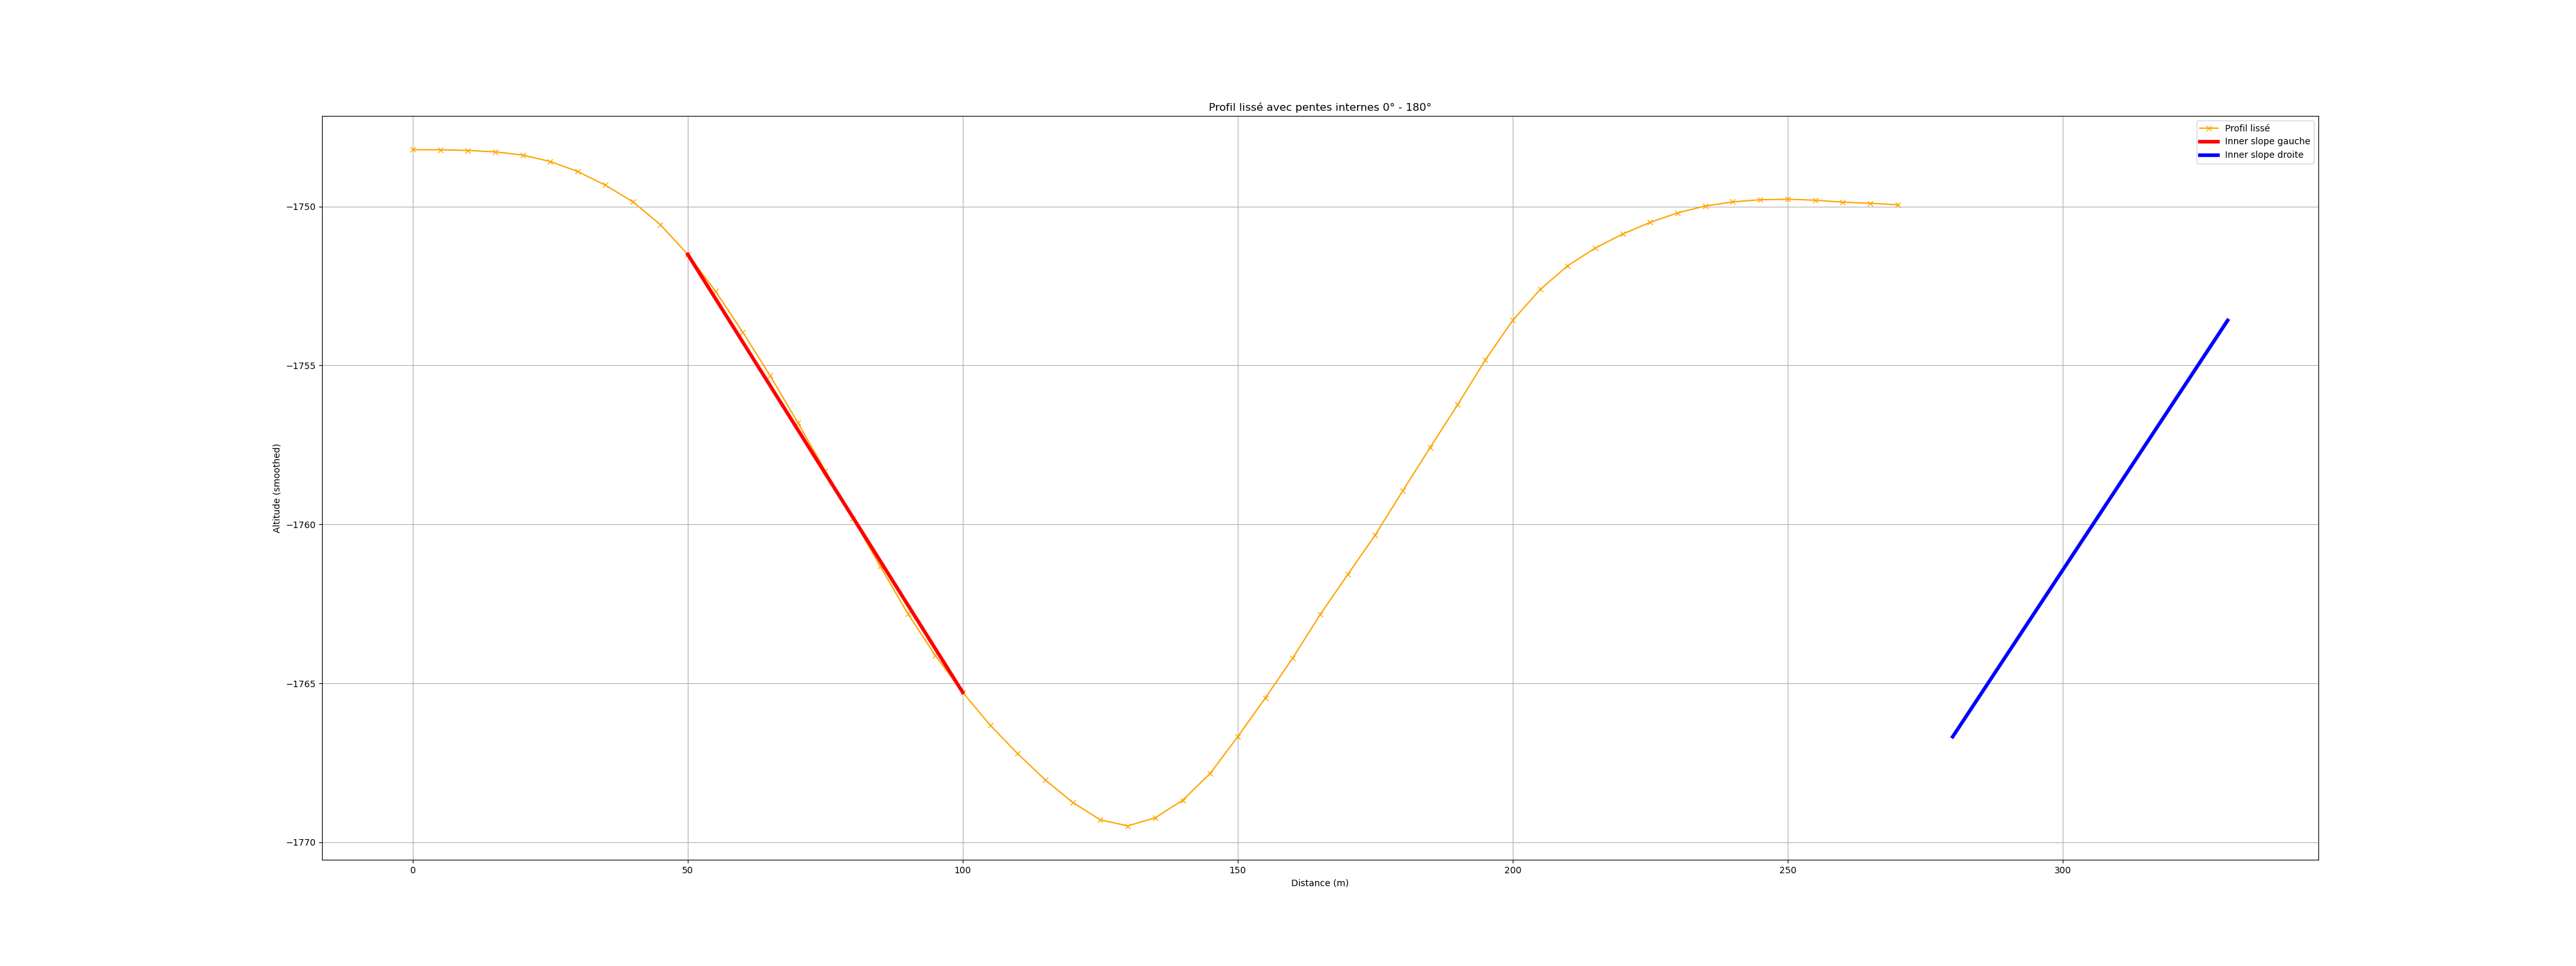 Profil lissé avec pentes internes 0° - 180°
Profil lissé
Inner slope gauche
Inner slope droite
Altitude (smoothed)
−1750
−1755
−1760
−1765
−1770
0
50
100
150
200
250
300
Distance (m)